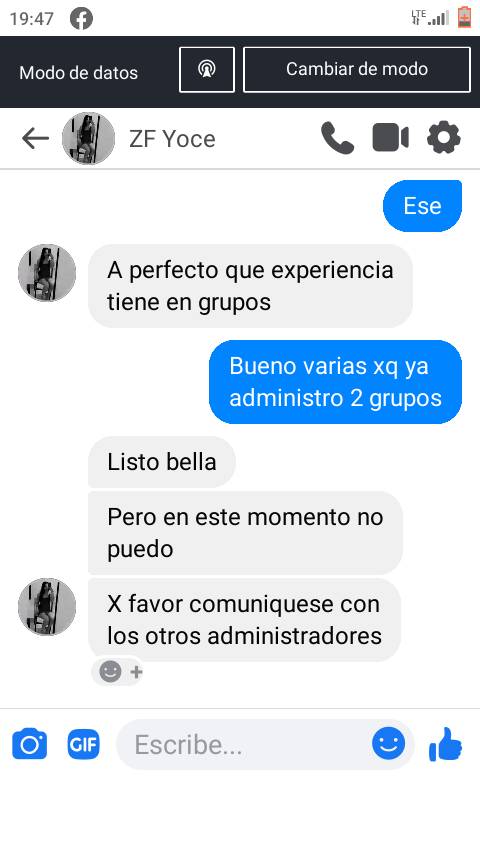 19:47
LTE
Modo de datos
Cambiar de modo
ZF Yoce
Ese
A perfecto que experiencia
tiene en grupos
Bueno varias xq ya
administro 2 grupos
Listo bella
Pero en este momento no
puedo
X favor comuniquese con
los otros administradores
GIF
Escribe...